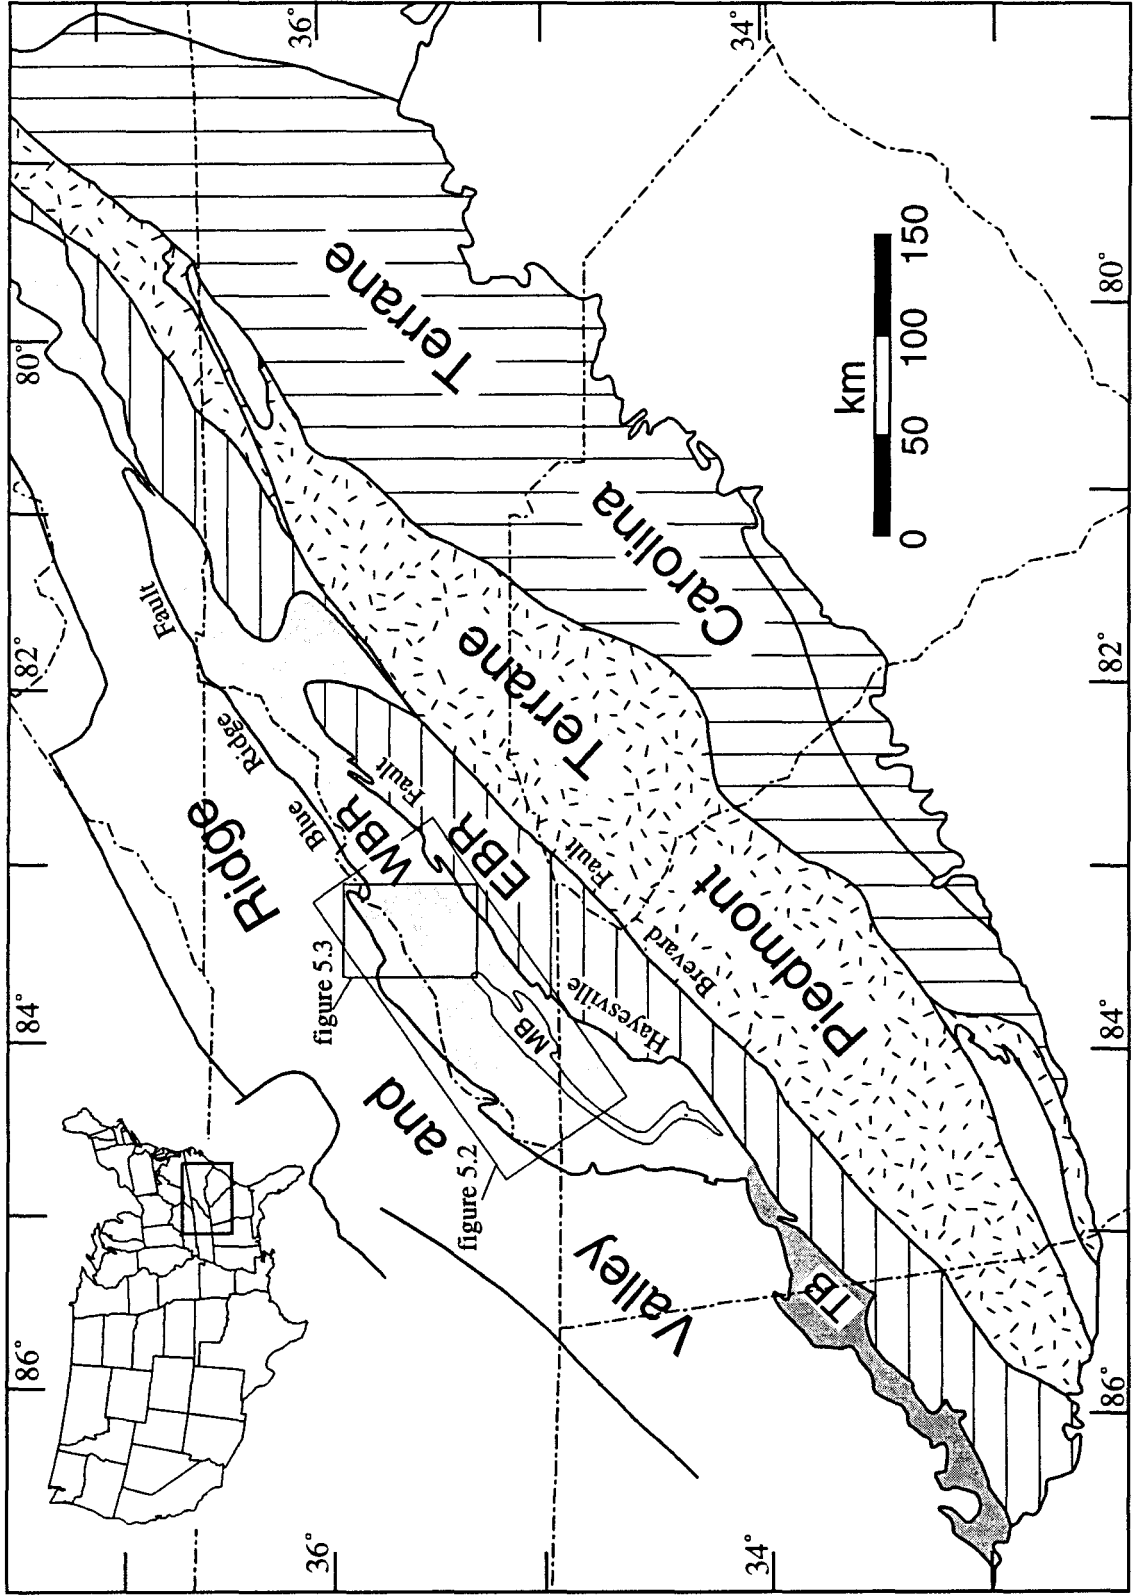 36°
34°
80°
82°
84°
86°
80°
82°
84°
86°
36°
34°
Valley
and
Ridge
Blue
Ridge
Fault
WBR
EBR
MB
TB
Hayesville
Fault
Brevard
Fault
Piedmont
Terrane
Carolina
Terrane
figure 5.2
figure 5.3
km
0 50 100 150